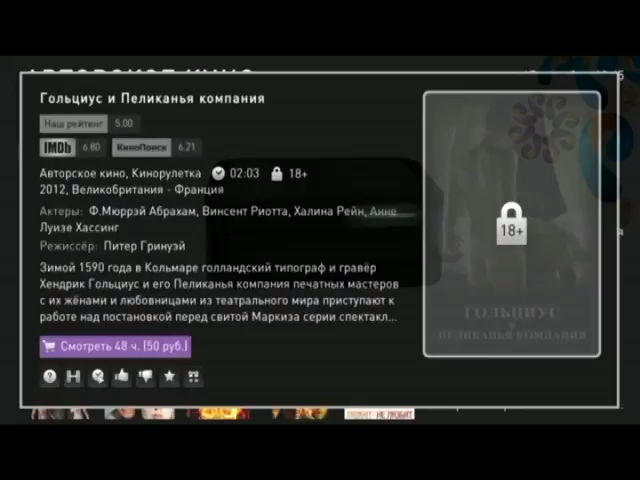 Гольциус и Пеликанья компания
Наш рейтинг 5.00
IMDb 6.80 КиноПоиск 6.21
Авторское кино, Кинорулетка 02:03 18+
2012, Великобритания - Франция
Актеры: Ф.Мюррэй Абрахам, Винсент Риотта, Халина Рейн, Анне
Луизе Хассинг
Режиссёр: Питер Гринуэй
Зимой 1590 года в Кольмаре голландский типограф и гравёр
Хендрик Гольциус и его Пеликанья компания печатных мастеров
с их жёнами и любовницами из театрального мира приступают к
работе над постановкой перед свитой Маркиза серии спектакл...
Смотреть 48 ч. (50 руб.)
18+
ГОЛЬЦИУС
И
ПЕЛИКАНЬЯ КОМПАНИЯ